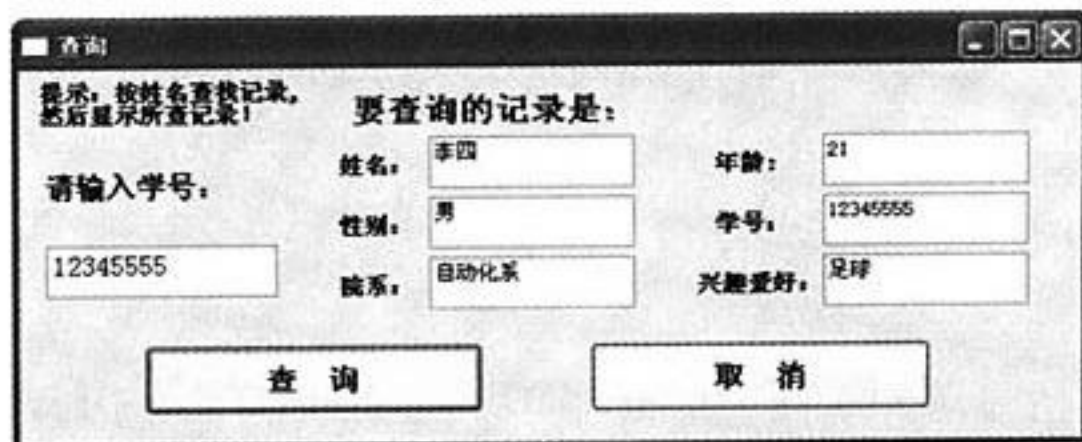 查询
提示：按姓名查找记录，
然后显示所查记录！
请输入学号：
12345555
要查询的记录是：
姓名：李四
性别：男
院系：自动化系
年龄：21
学号：12345555
兴趣爱好：足球
查 询
取 消